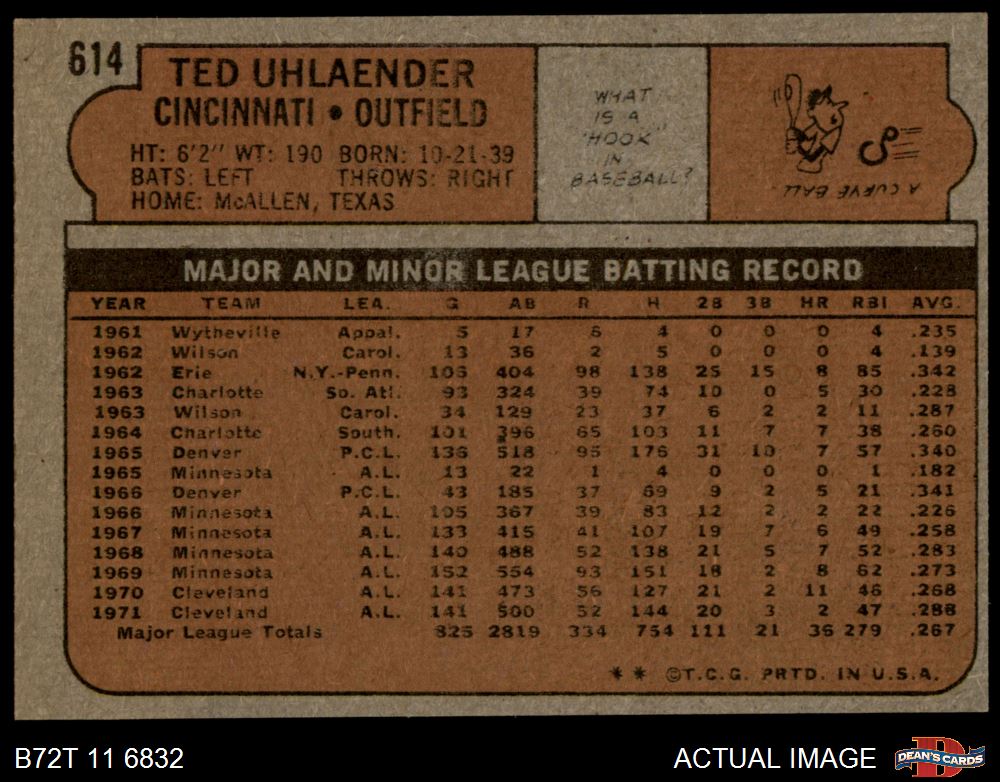 614
TED UHLAENDER
CINCINNATI • OUTFIELD
HT: 6'2" WT: 190 BORN: 10-21-39
BATS: LEFT THROWS: RIGHT
HOME: McALLEN, TEXAS
WHAT
IS A
"HOOK"
IN
BASEBALL?
A CURVE BALL.
MAJOR AND MINOR LEAGUE BATTING RECORD
YEAR TEAM LEA. G AB R H 2B 3B HR RBI AVG.
1961 Wytheville Appal. 5 17 6 4 0 0 0 4 .235
1962 Wilson Carol. 13 36 2 5 0 0 0 4 .139
1962 Erie N.Y.-Penn. 106 404 98 138 25 15 8 85 .342
1963 Charlotte So. Atl. 93 324 39 74 10 0 5 30 .228
1963 Wilson Carol. 34 129 23 37 6 2 2 11 .287
1964 Charlotte South. 101 396 65 103 11 7 7 38 .260
1965 Denver P.C.L. 136 518 95 176 31 10 7 57 .340
1965 Minnesota A.L. 13 22 1 4 0 0 0 1 .182
1966 Denver P.C.L. 43 185 37 69 9 2 5 21 .341
1966 Minnesota A.L. 105 367 39 83 12 2 2 22 .226
1967 Minnesota A.L. 133 415 41 107 19 7 6 49 .258
1968 Minnesota A.L. 140 488 52 138 21 5 7 52 .283
1969 Minnesota A.L. 152 554 93 151 18 2 8 62 .273
1970 Cleveland A.L. 141 473 56 127 21 2 11 46 .268
1971 Cleveland A.L. 141 500 52 144 20 3 2 47 .288
Major League Totals 825 2819 334 754 111 21 36 279 .267
* * ©T.C.G. PRTD. IN U.S.A.
B72T 11 6832 ACTUAL IMAGE D DEAN'S CARDS